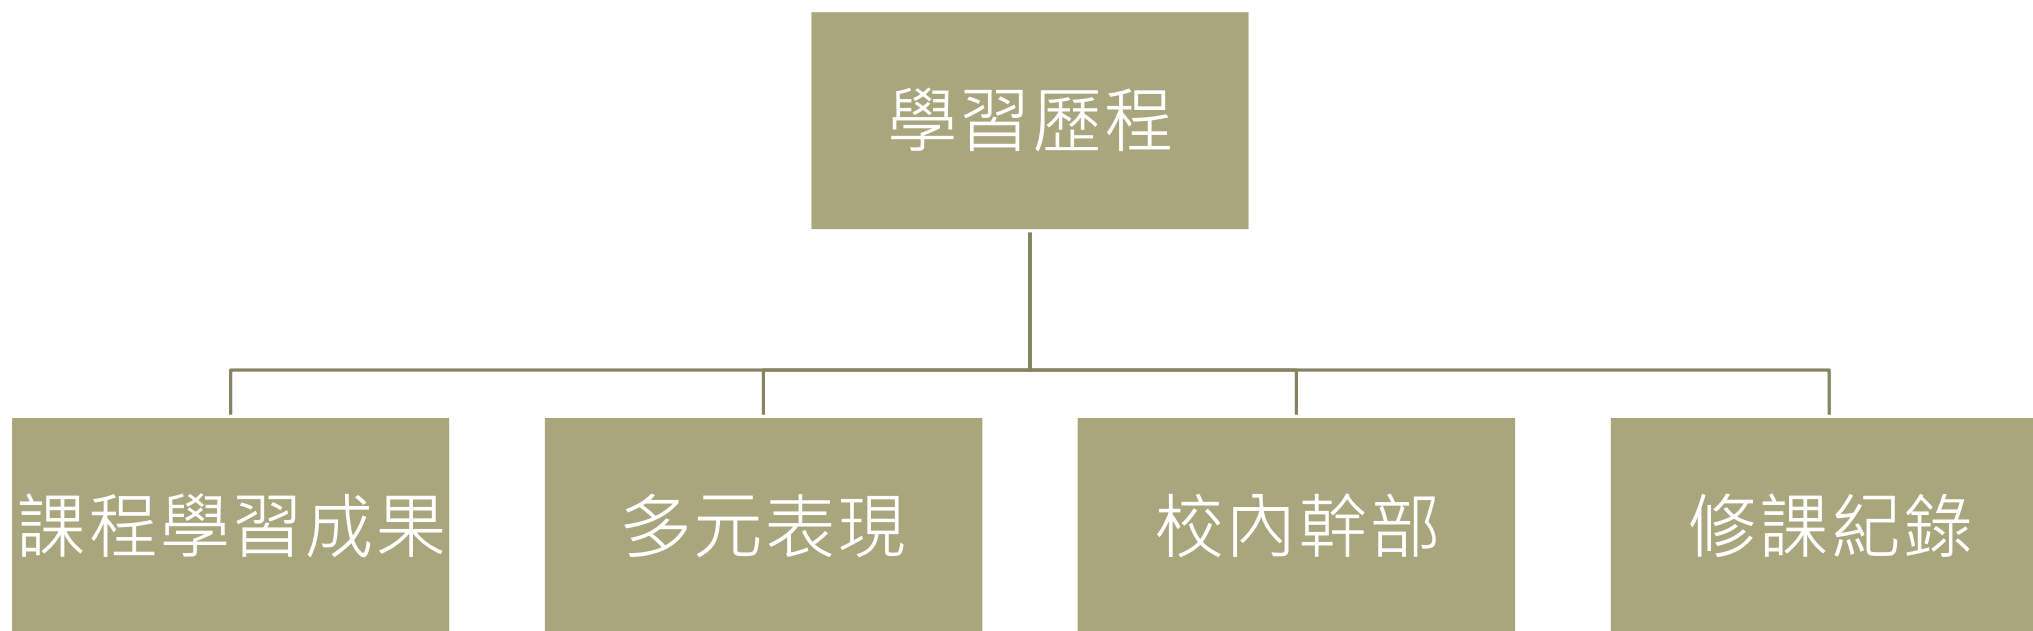 學習歷程
課程學習成果
多元表現
校內幹部
修課紀錄